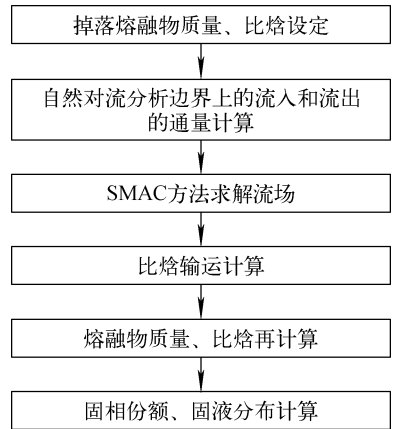 掉落熔融物质量、比焓设定
自然对流分析边界上的流入和流出
的通量计算
SMAC方法求解流场
比焓输运计算
熔融物质量、比焓再计算
固相份额、固液分布计算